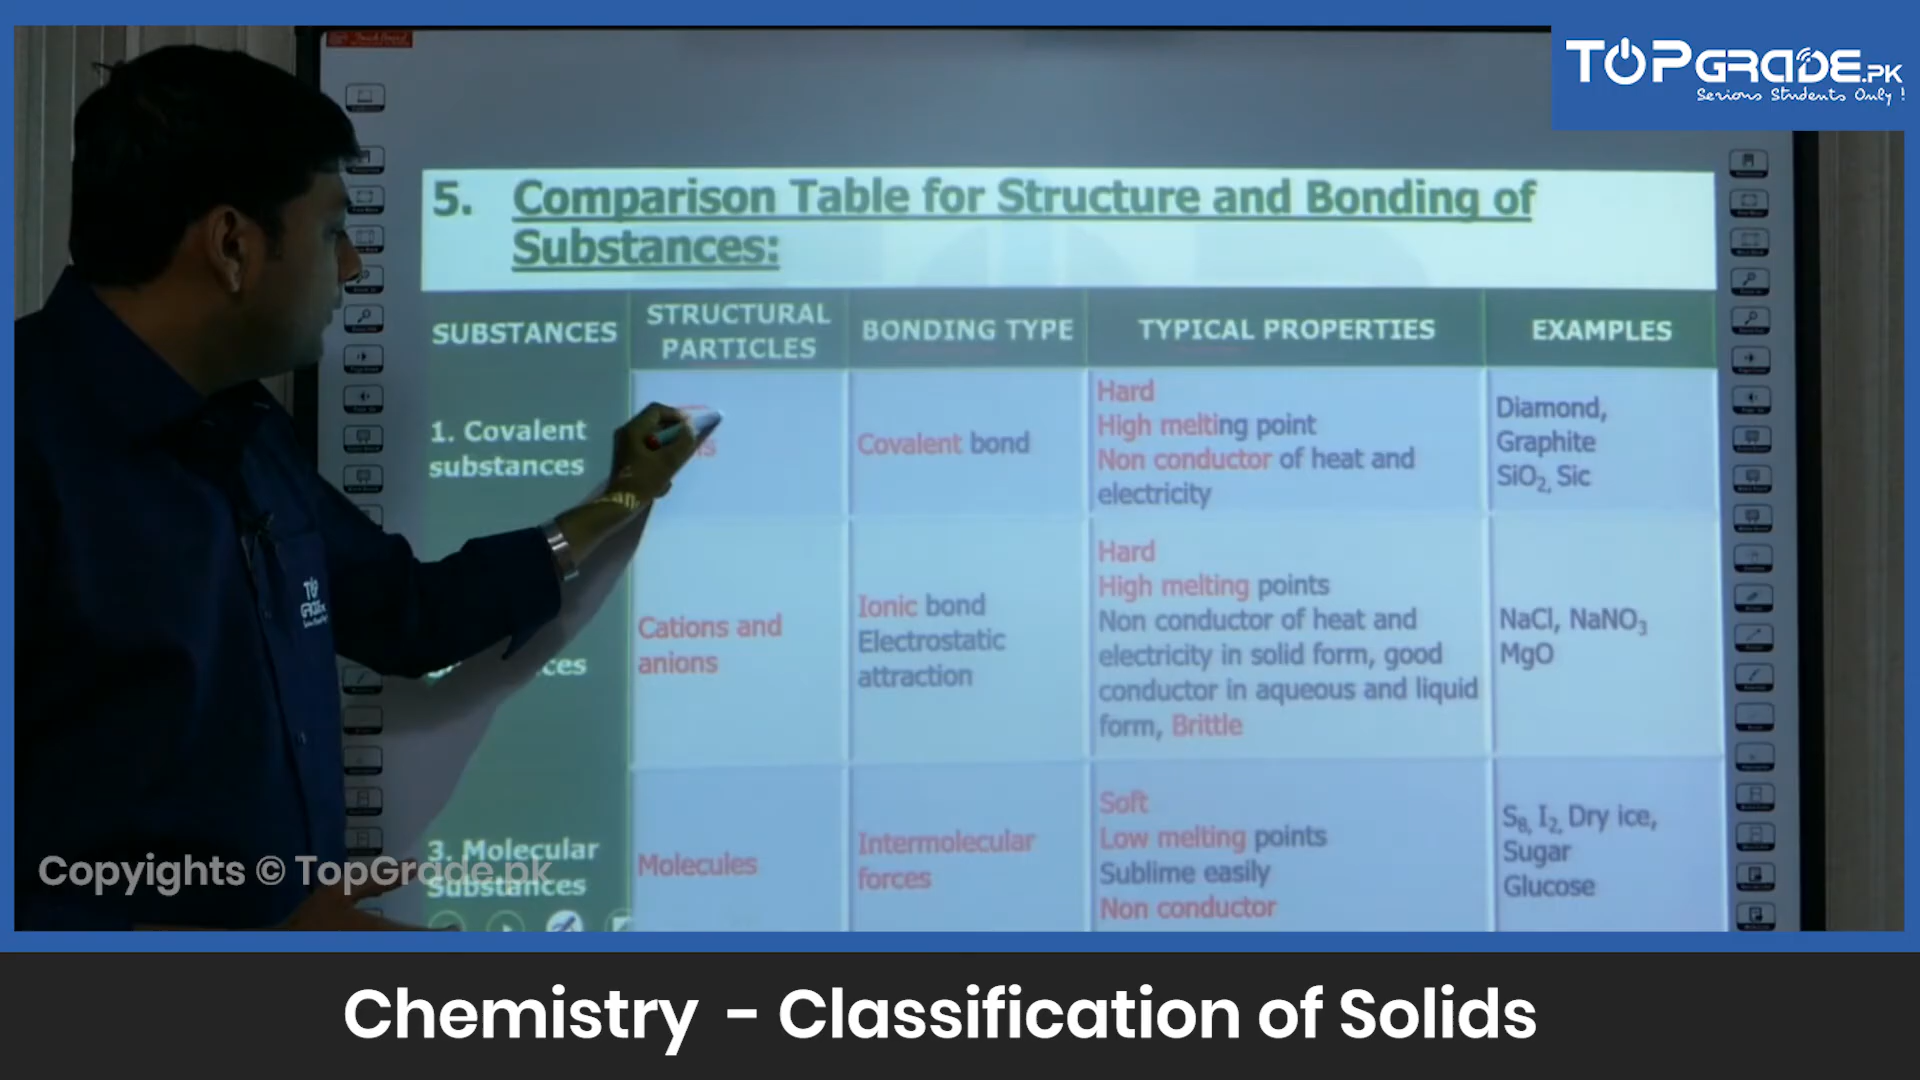 TOPGRADE.PK
Serious Students Only !
5. Comparison Table for Structure and Bonding of
Substances:
SUBSTANCES
STRUCTURAL
PARTICLES
BONDING TYPE
TYPICAL PROPERTIES
EXAMPLES
1. Covalent
substances
Covalent bond
Hard
High melting point
Non conductor of heat and
electricity
Diamond,
Graphite
SiO2, Sic
Cations and
anions
Ionic bond
Electrostatic
attraction
Hard
High melting points
Non conductor of heat and
electricity in solid form, good
conductor in aqueous and liquid
form, Brittle
NaCl, NaNO3
MgO
3. Molecular
Substances
Molecules
Intermolecular
forces
Soft
Low melting points
Sublime easily
Non conductor
S8, I2, Dry ice,
Sugar
Glucose
Copyights © TopGrade.pk
Chemistry - Classification of Solids